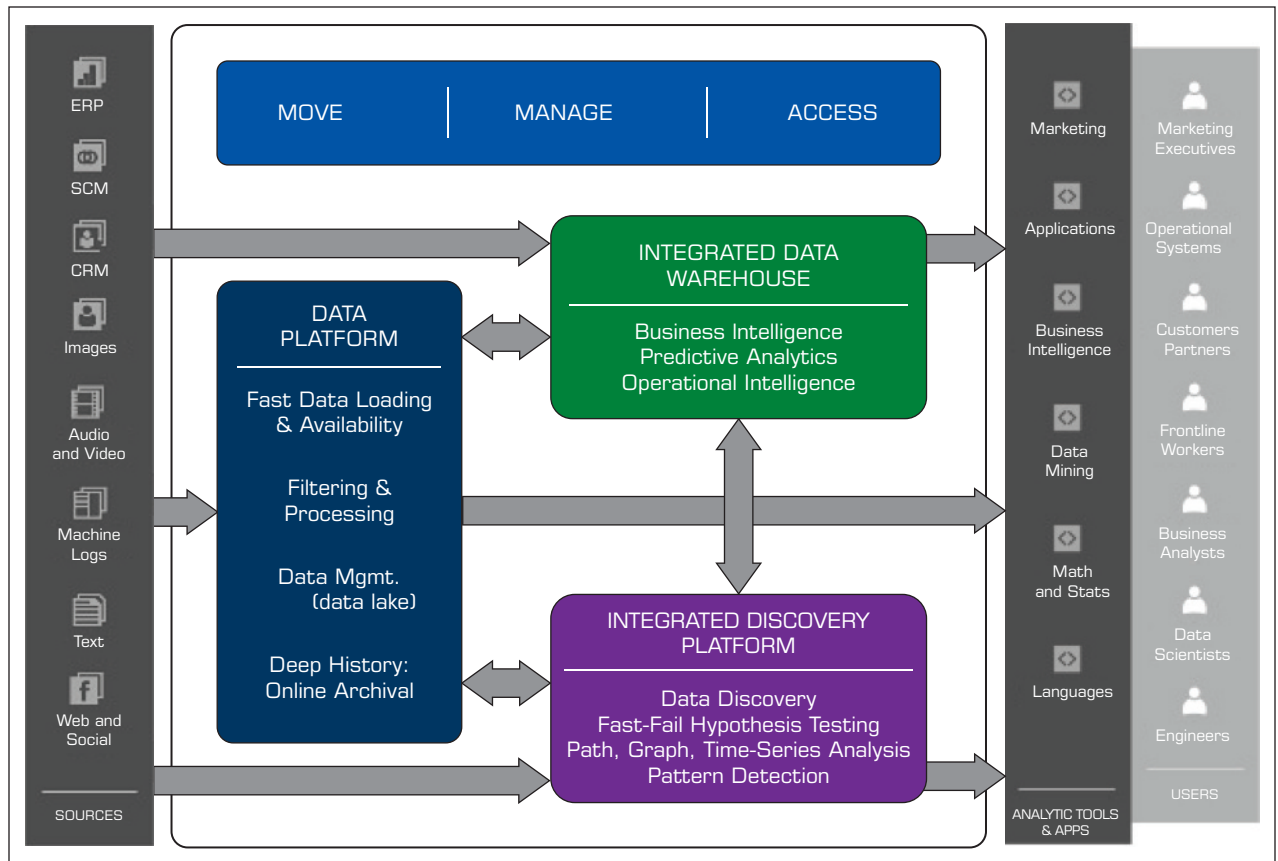 ERP
SCM
CRM
Images
Audio
and Video
Machine
Logs
Text
Web and
Social
SOURCES
MOVE
MANAGE
ACCESS
DATA
PLATFORM
Fast Data Loading
& Availability
Filtering &
Processing
Data Mgmt.
(data lake)
Deep History:
Online Archival
INTEGRATED DATA
WAREHOUSE
Business Intelligence
Predictive Analytics
Operational Intelligence
INTEGRATED DISCOVERY
PLATFORM
Data Discovery
Fast-Fail Hypothesis Testing
Path, Graph, Time-Series Analysis
Pattern Detection
Marketing
Applications
Business
Intelligence
Data
Mining
Math
and Stats
Languages
ANALYTIC TOOLS
& APPS
Marketing
Executives
Operational
Systems
Customers
Partners
Frontline
Workers
Business
Analysts
Data
Scientists
Engineers
USERS